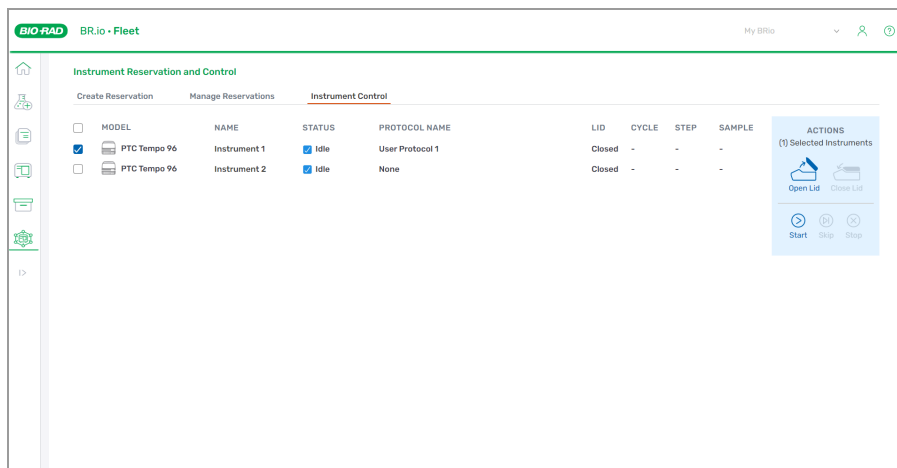 BIO-RAD BR.io • Fleet My BRio
Instrument Reservation and Control
Create Reservation Manage Reservations Instrument Control
MODEL NAME STATUS PROTOCOL NAME LID CYCLE STEP SAMPLE
PTC Tempo 96 Instrument 1 Idle User Protocol 1 Closed - - -
PTC Tempo 96 Instrument 2 Idle None Closed - - -
ACTIONS
(1) Selected Instruments
Open Lid Close Lid
Start Skip Stop